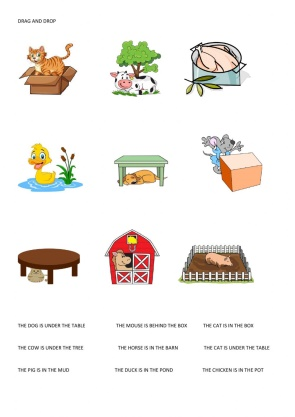 DRAG AND DROP
THE DOG IS UNDER THE TABLE THE MOUSE IS BEHIND THE BOX THE CAT IS IN THE BOX
THE COW IS UNDER THE TREE THE HORSE IS IN THE BARN THE CAT IS UNDER THE TABLE
THE PIG IS IN THE MUD THE DUCK IS IN THE POND THE CHICKEN IS IN THE POT